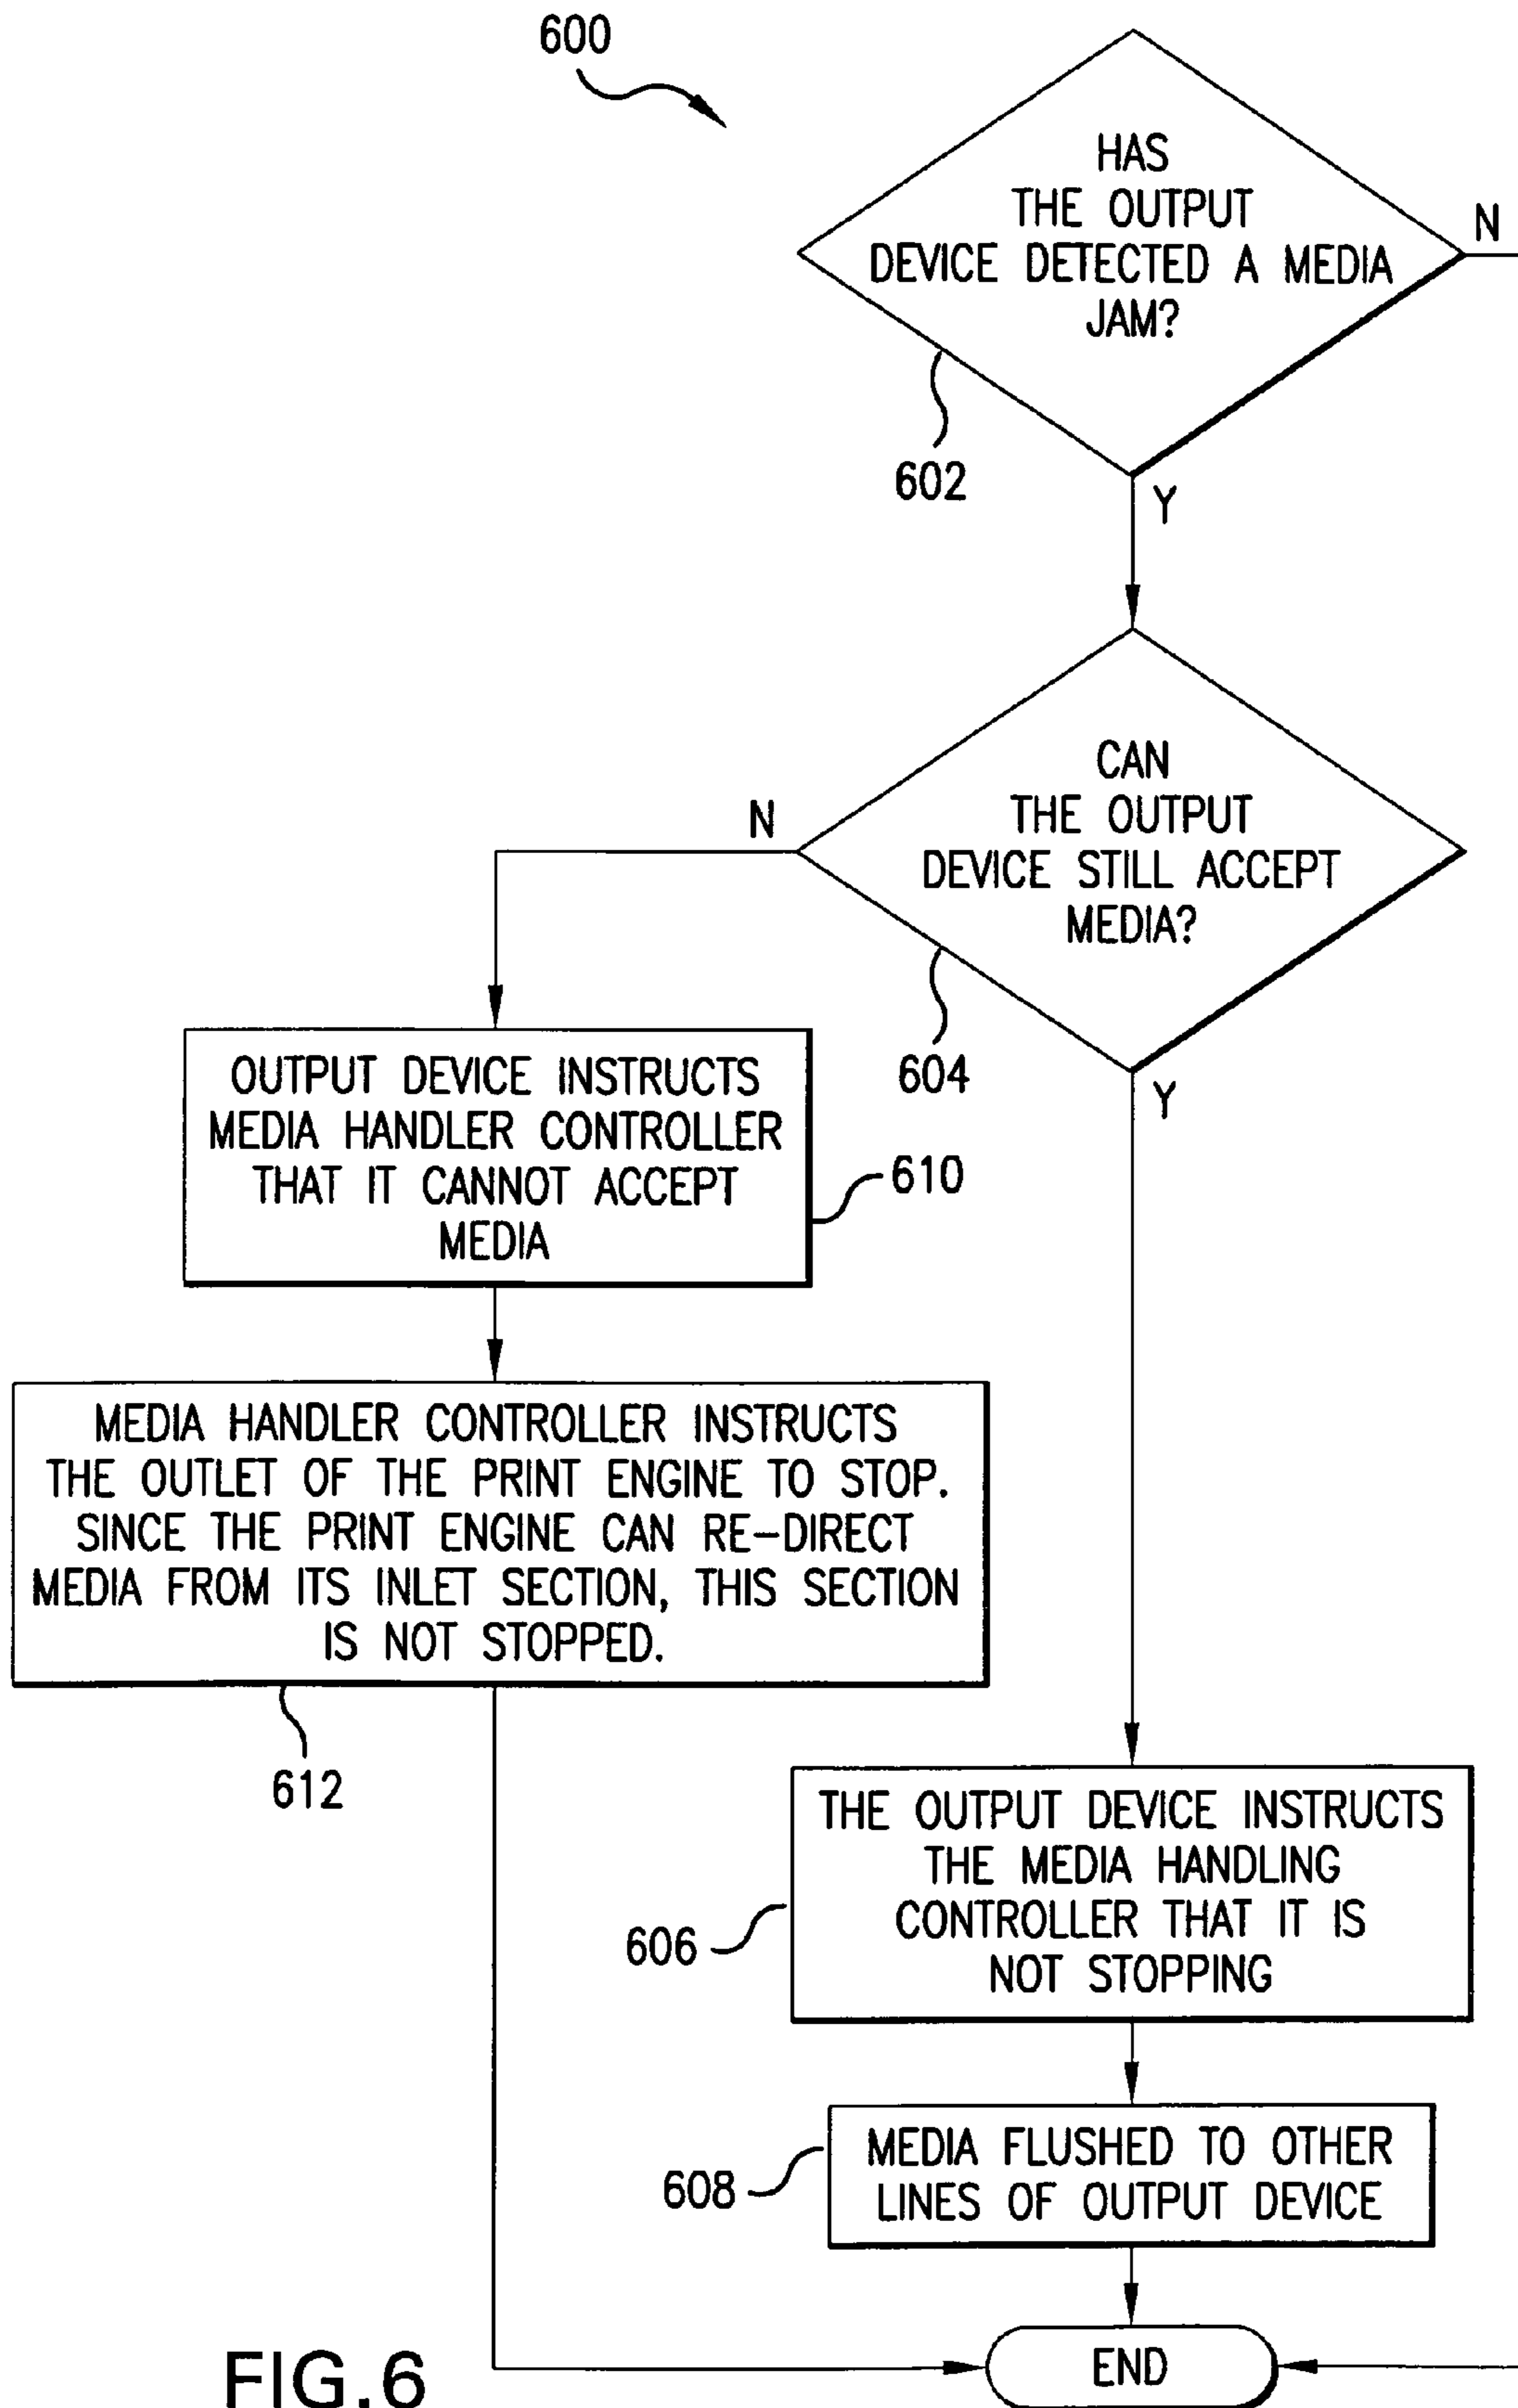 600
HAS
THE OUTPUT
DEVICE DETECTED A MEDIA
JAM?
N
602
Y
CAN
THE OUTPUT
DEVICE STILL ACCEPT
MEDIA?
N
604
Y
OUTPUT DEVICE INSTRUCTS
MEDIA HANDLER CONTROLLER
THAT IT CANNOT ACCEPT
MEDIA
610
MEDIA HANDLER CONTROLLER INSTRUCTS
THE OUTLET OF THE PRINT ENGINE TO STOP.
SINCE THE PRINT ENGINE CAN RE-DIRECT
MEDIA FROM ITS INLET SECTION, THIS SECTION
IS NOT STOPPED.
612
THE OUTPUT DEVICE INSTRUCTS
THE MEDIA HANDLING
CONTROLLER THAT IT IS
NOT STOPPING
606
MEDIA FLUSHED TO OTHER
LINES OF OUTPUT DEVICE
608
END
FIG.6